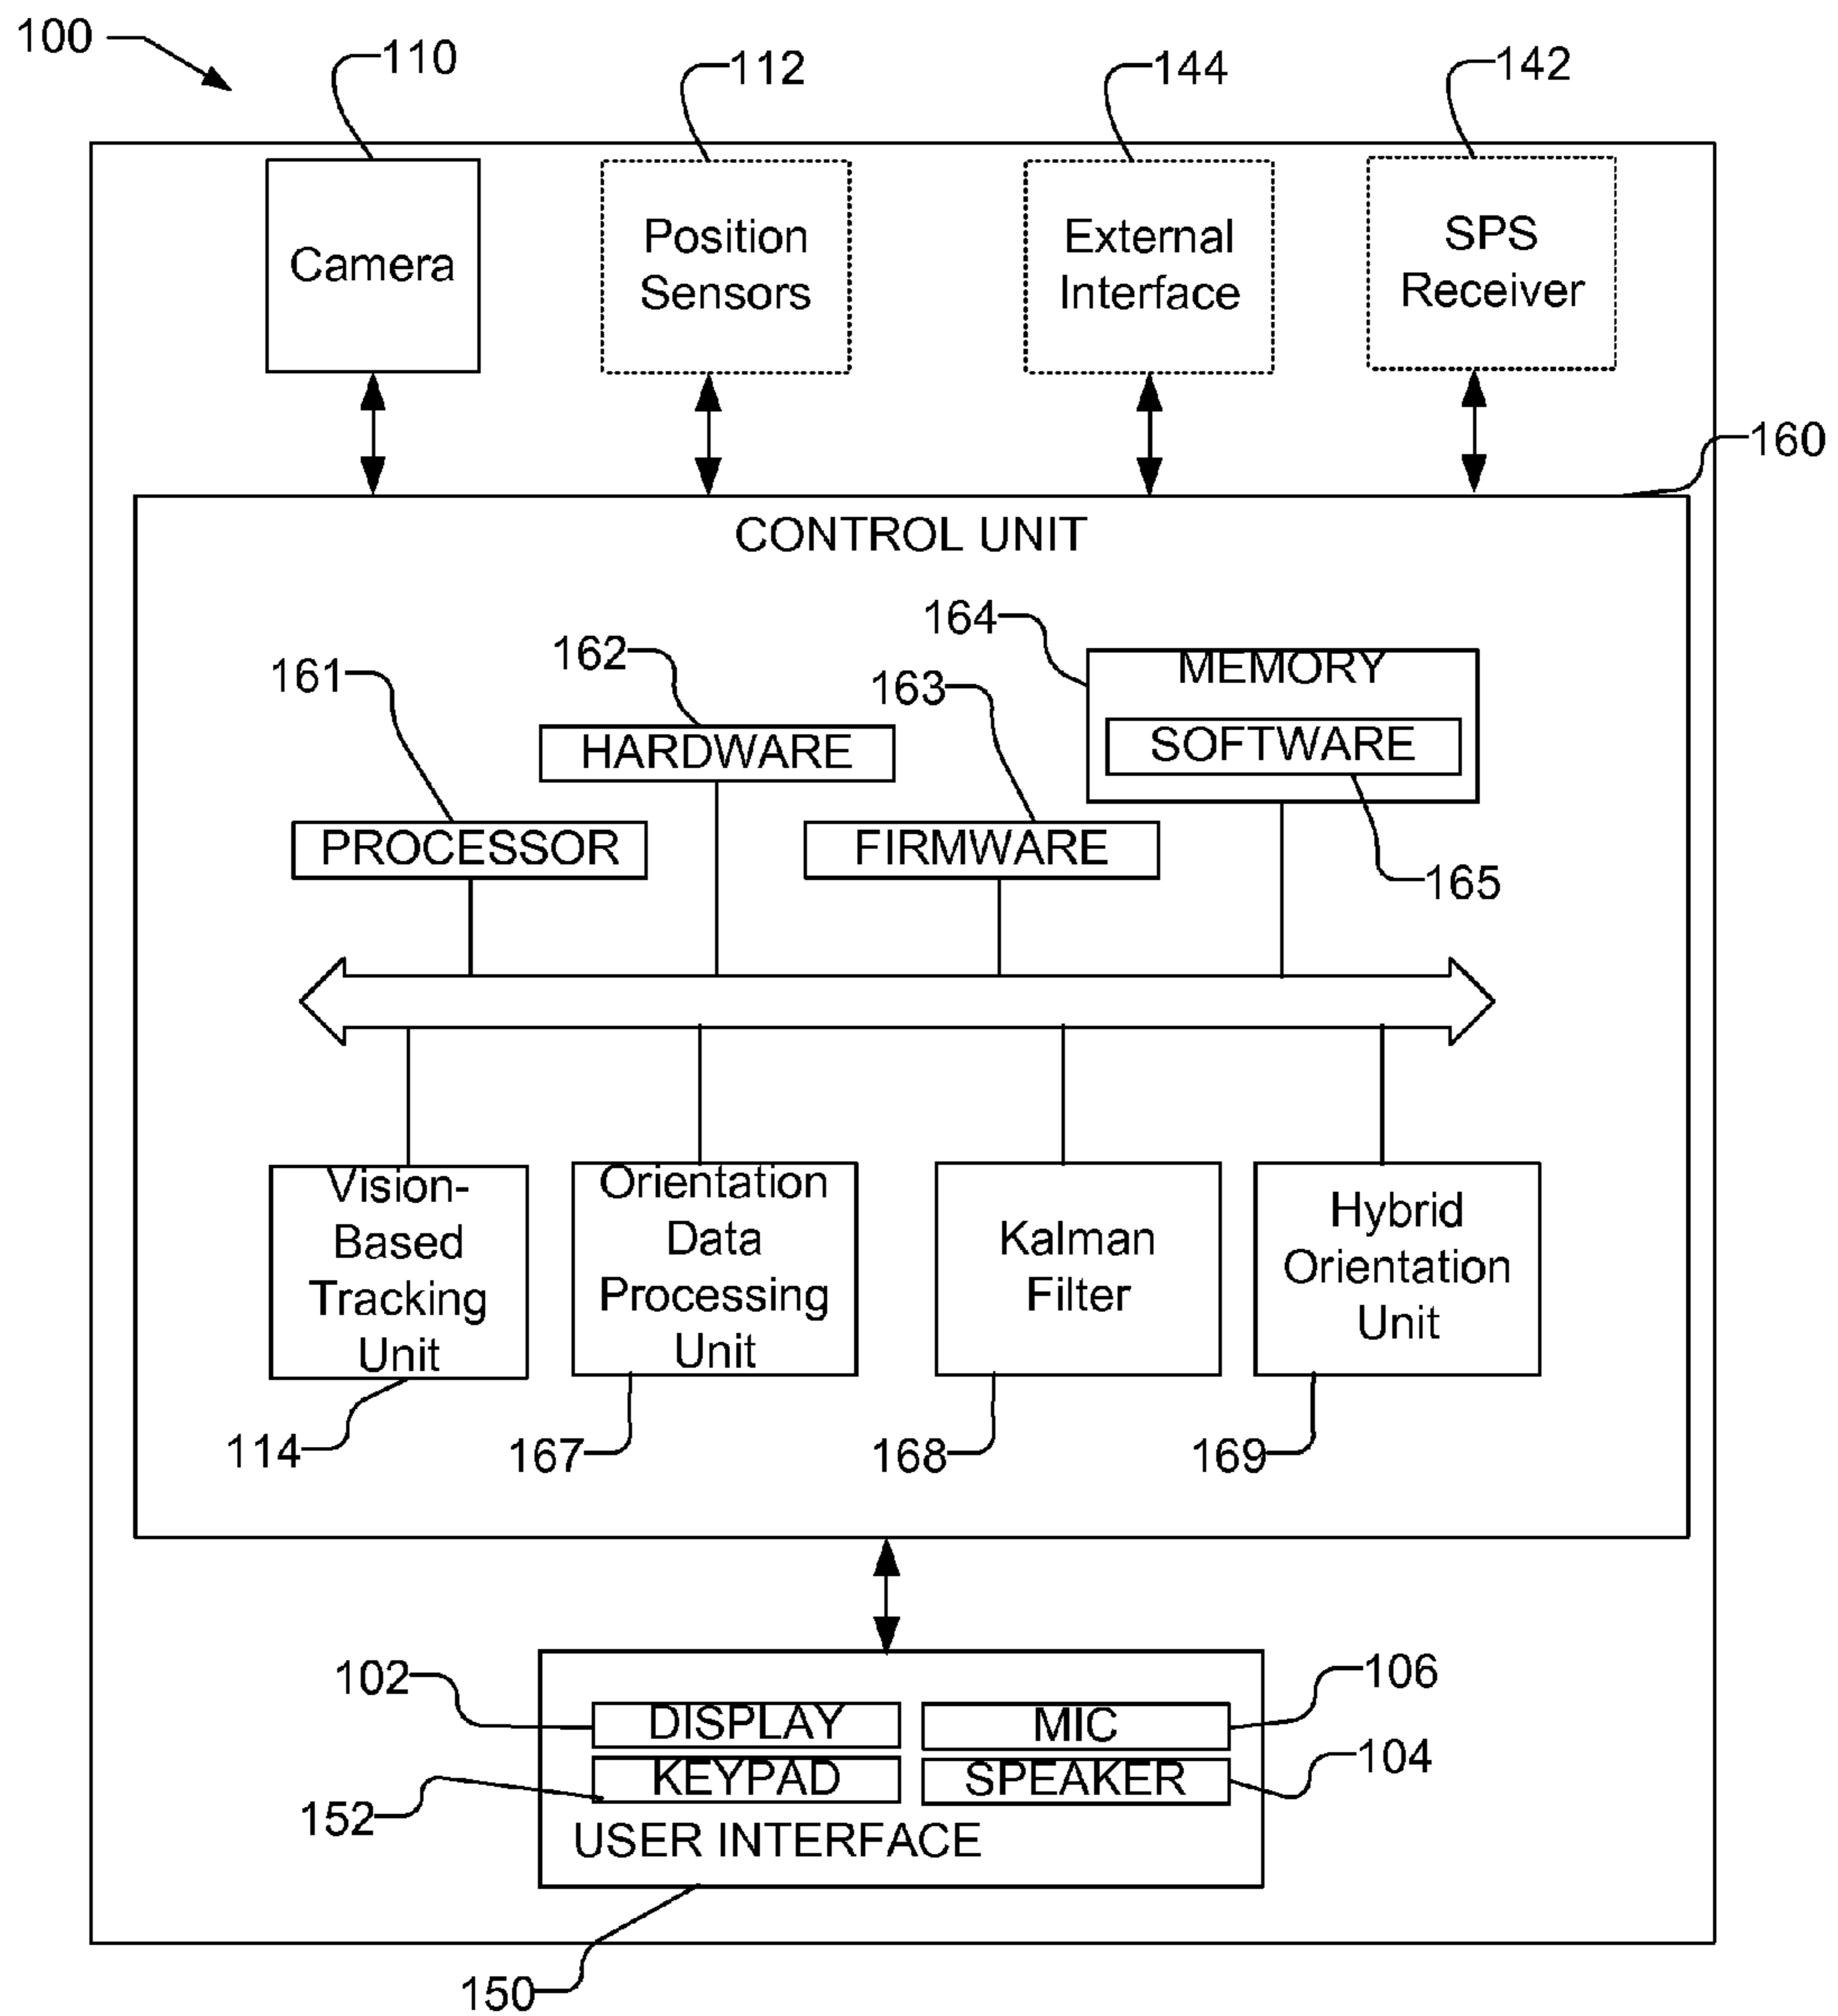 100
110
112
144
142
Camera
Position
Sensors
External
Interface
SPS
Receiver
160
CONTROL UNIT
161
162
163
164
MEMORY
SOFTWARE
HARDWARE
PROCESSOR
FIRMWARE
165
Vision-
Based
Tracking
Unit
Orientation
Data
Processing
Unit
Kalman
Filter
Hybrid
Orientation
Unit
114
167
168
169
102
DISPLAY
MIC
106
152
KEYPAD
SPEAKER
104
USER INTERFACE
150